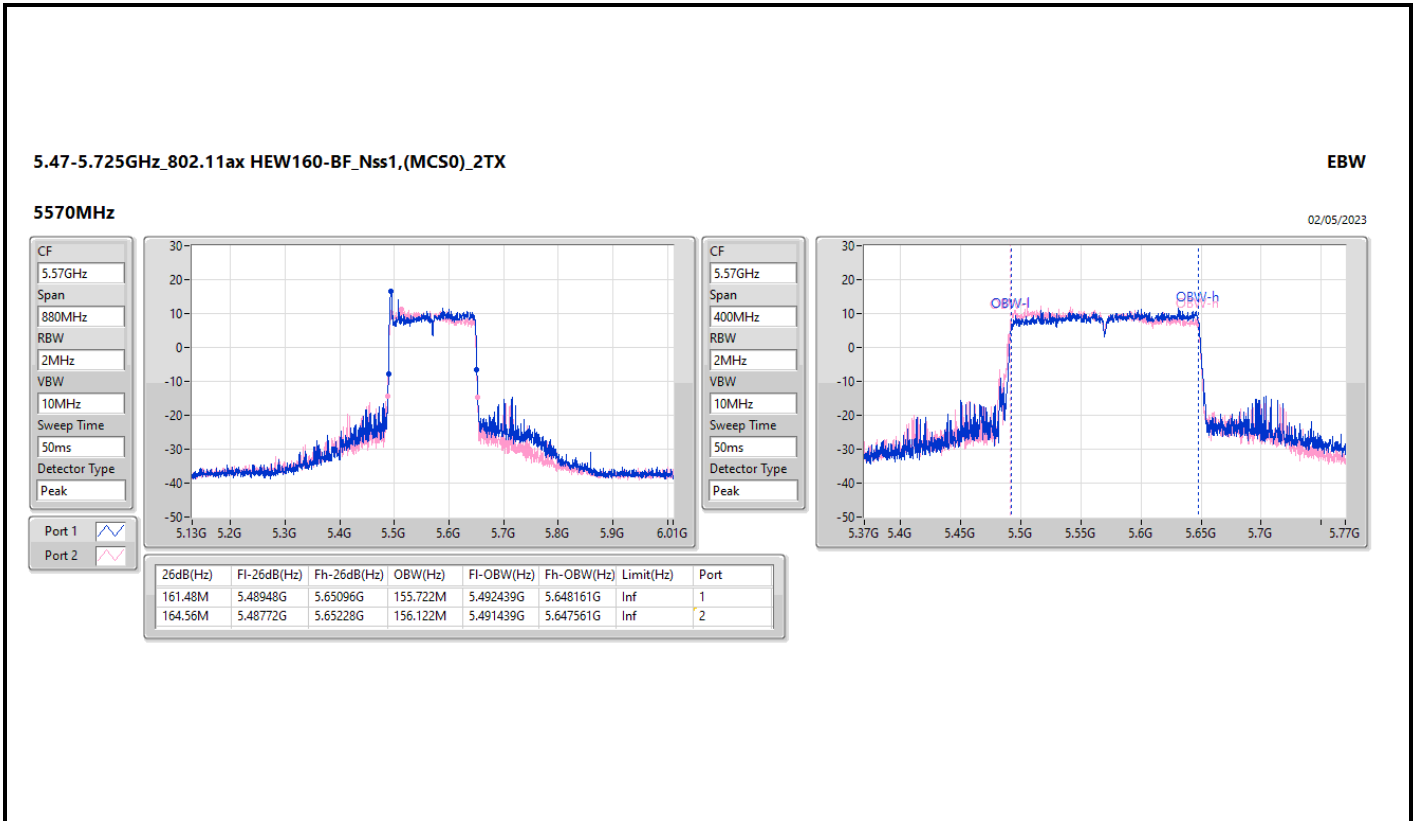 5.47-5.725GHz_802.11ax HEW160-BF_Nss1,(MCS0)_2TX
EBW
5570MHz
02/05/2023
CF
5.57GHz
Span
880MHz
RBW
2MHz
VBW
10MHz
Sweep Time
50ms
Detector Type
Peak
Port 1
Port 2
30
20
10
0
-10
-20
-30
-40
-50
5.13G 5.2G 5.3G 5.4G 5.5G 5.6G 5.7G 5.8G 5.9G 6.01G
CF
5.57GHz
Span
400MHz
RBW
2MHz
VBW
10MHz
Sweep Time
50ms
Detector Type
Peak
30
20
10
0
-10
-20
-30
-40
-50
OBW-l
OBW-h
5.37G 5.4G 5.45G 5.5G 5.55G 5.6G 5.65G 5.7G 5.77G
26dB(Hz) Fl-26dB(Hz) Fh-26dB(Hz) OBW(Hz) Fl-OBW(Hz) Fh-OBW(Hz) Limit(Hz) Port
161.48M 5.48948G 5.65096G 155.722M 5.492439G 5.648161G Inf 1
164.56M 5.48772G 5.65228G 156.122M 5.491439G 5.647561G Inf 2